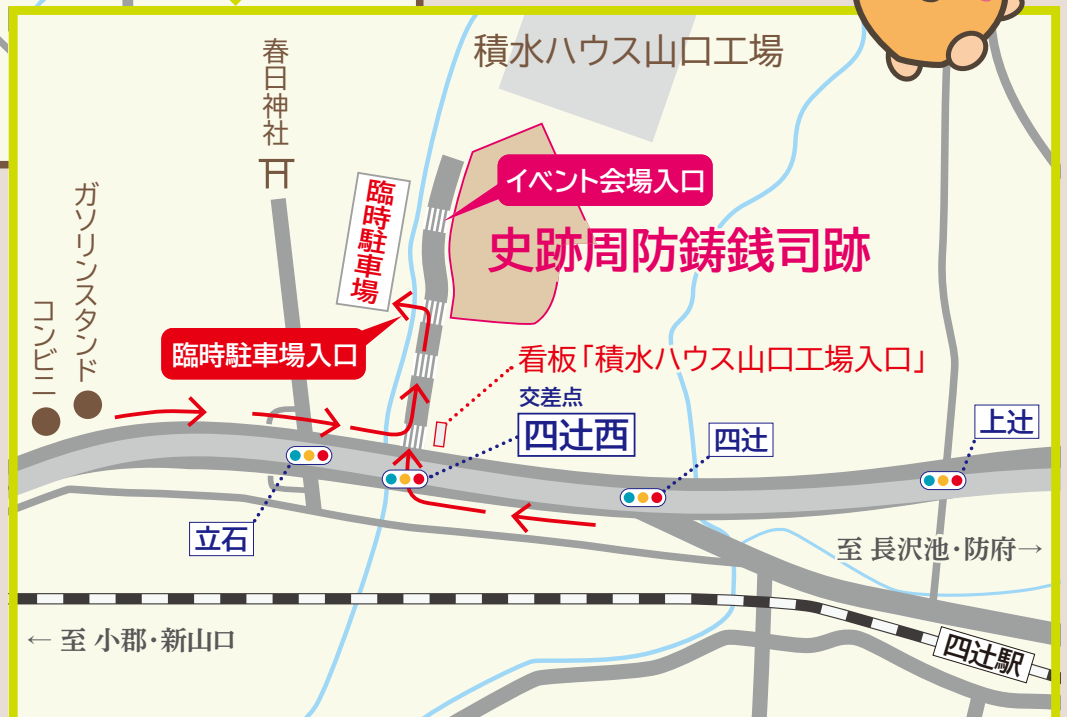 積水ハウス山口工場
春日神社
ガソリンスタンド
コンビニ
臨時駐車場
イベント会場入口
史跡周防鋳銭司跡
臨時駐車場入口
看板「積水ハウス山口工場入口」
交差点
四辻西
四辻
上辻
立石
至 長沢池・防府→
← 至 小郡・新山口
四辻駅